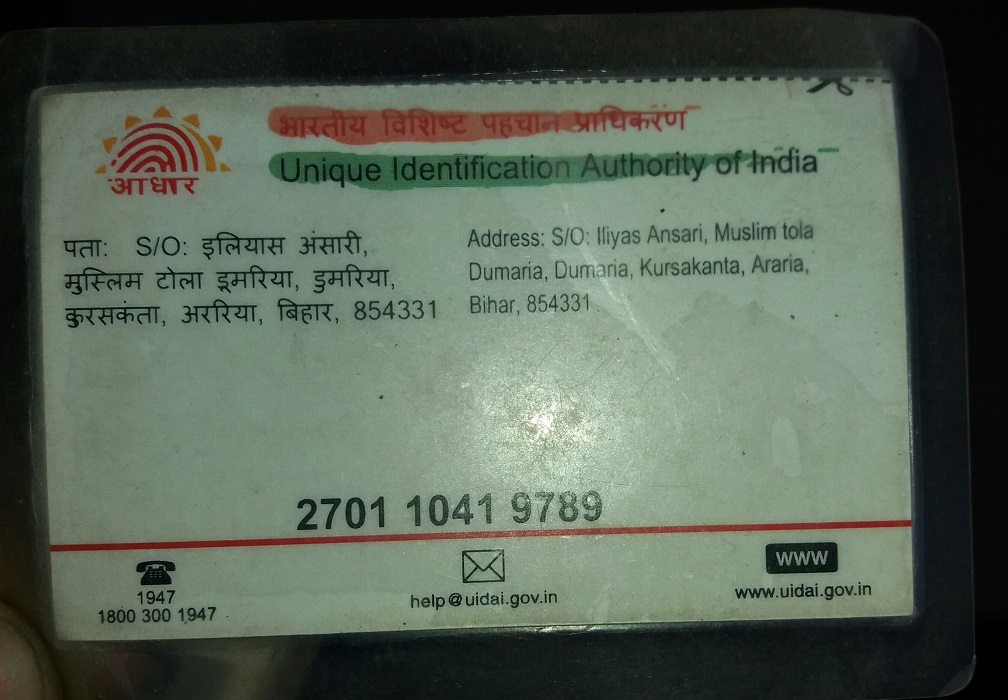 भारतीय विशिष्ट पहचान प्राधिकरण
Unique Identification Authority of India
आधार
पता: S/O: इलियास अंसारी,
मुस्लिम टोला डूमरिया, डुमरिया,
कुरसकंता, अररिया, बिहार, 854331
Address: S/O: Iliyas Ansari, Muslim tola
Dumaria, Dumaria, Kursakanta, Araria,
Bihar, 854331
2701 1041 9789
1947
1800 300 1947
help@uidai.gov.in
WWW
www.uidai.gov.in